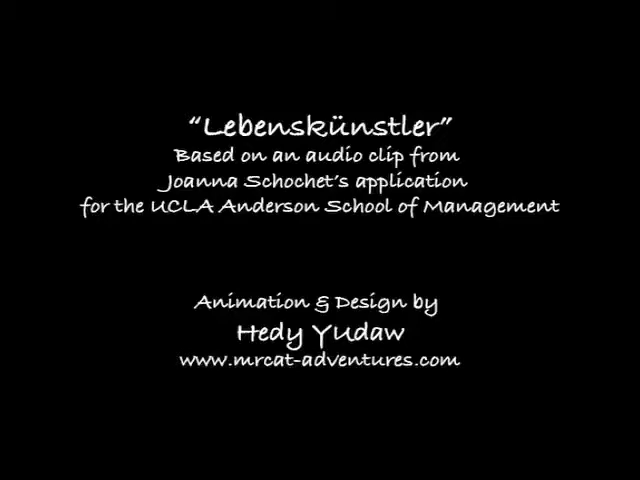 “Lebenskünstler”
Based on an audio clip from
Joanna Schochet's application
for the UCLA Anderson School of Management
Animation & Design by
Hedy Yudaw
www.mrcat-adventures.com